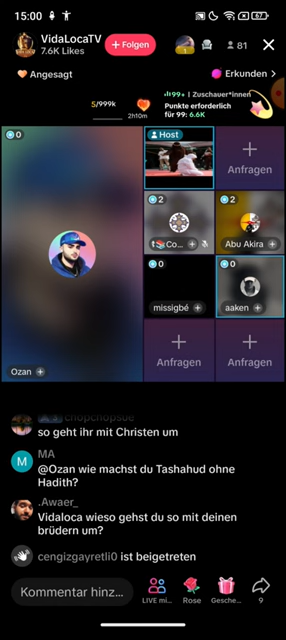 15:00
67
VidaLocaTV
7.6K Likes
+ Folgen
1
81
Angesagt
Erkunden >
5/999k
2h10m
99+ | Zuschauer*innen
Punkte erforderlich
für 99: 6.6K
0
Host
Anfragen
2
2
Abu Akira
0
missigbé
aaken
Ozan
Anfragen
Anfragen
so geht ihr mit Christen um
M
MA
@Ozan wie machst du Tashahud ohne
Hadith?
.Awaer_
Vidaloca wieso gehst du so mit deinen
brüdern um?
cengizgayretli0 ist beigetreten
Kommentar hinz...
LIVE mi...
Rose
Gesche...
9